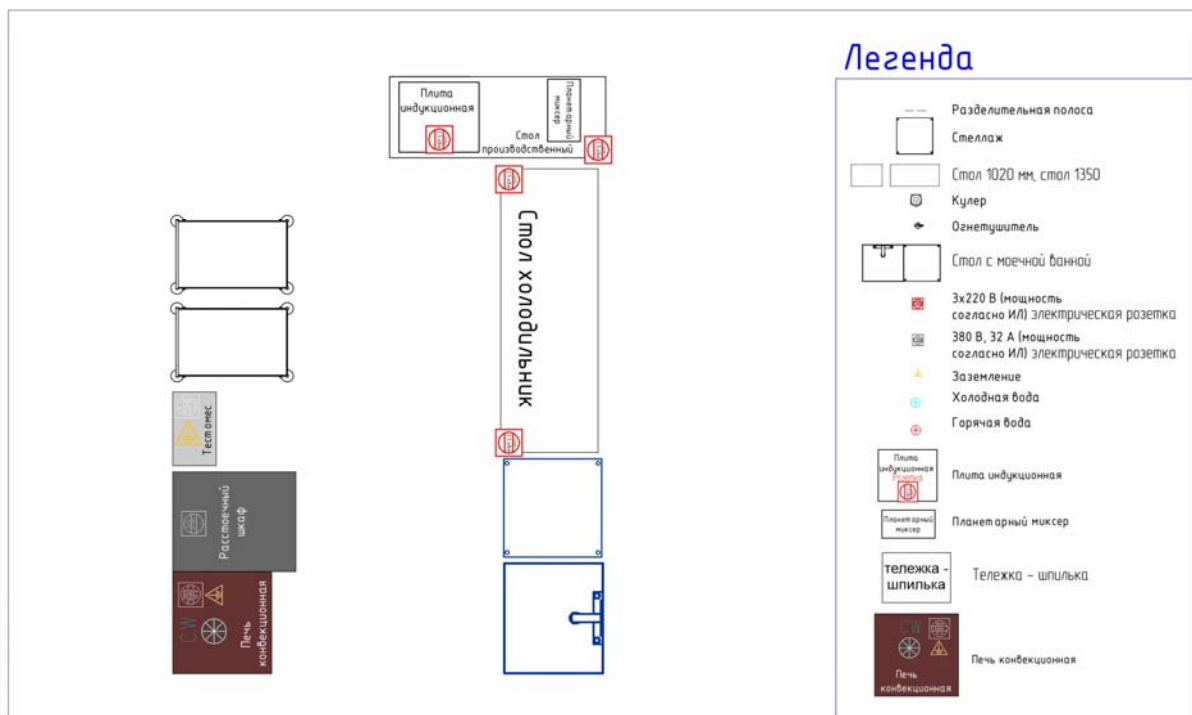 Легенда
Плита
индукционная
Планетарный
миксер
Стол
производственный
Стол холодильник
Тестомес
Расстоечный
шкаф
CW
Печь
конвекционная
Разделительная полоса
Стеллаж
Стол 1020 мм, стол 1350
Кулер
Огнетушитель
Стол с моечной ванной
3х220 В (мощность
согласно ИЛ) электрическая розетка
380 В, 32 А (мощность
согласно ИЛ) электрическая розетка
Заземление
Холодная вода
Горячая вода
Плита
индукционная
Розетка
Плита индукционная
Планетарный
миксер
Планетарный миксер
тележка -
шпилька
Тележка - шпилька
CW
Печь
конвекционная
Печь конвекционная